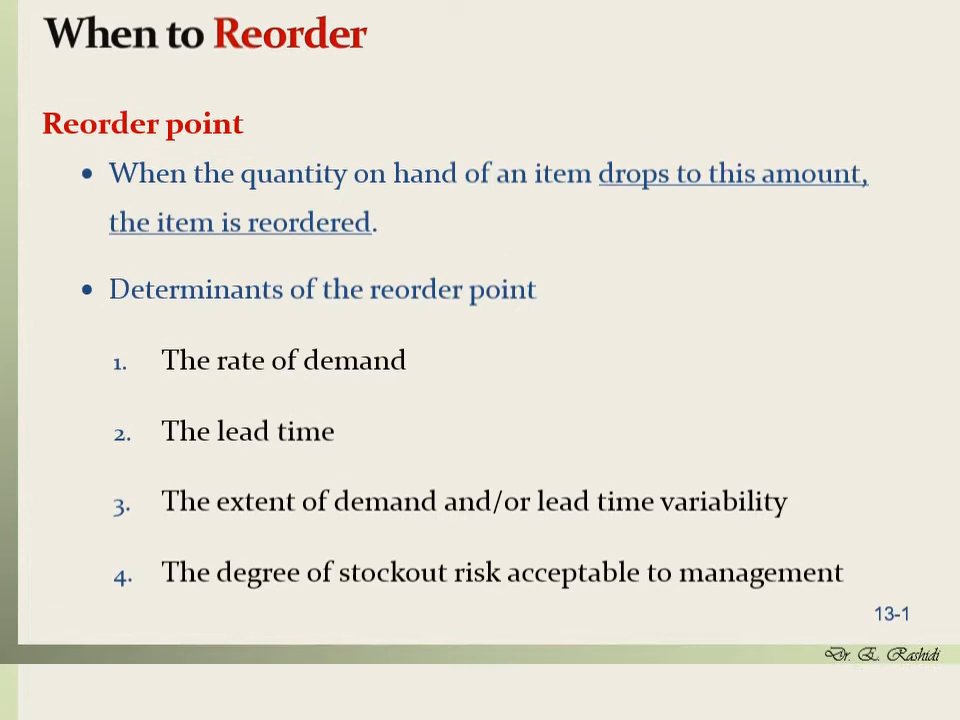 When to Reorder
Reorder point
• When the quantity on hand of an item drops to this amount,
the item is reordered.
• Determinants of the reorder point
1. The rate of demand
2. The lead time
3. The extent of demand and/or lead time variability
4. The degree of stockout risk acceptable to management
13-1
Dr. E. Rashidi